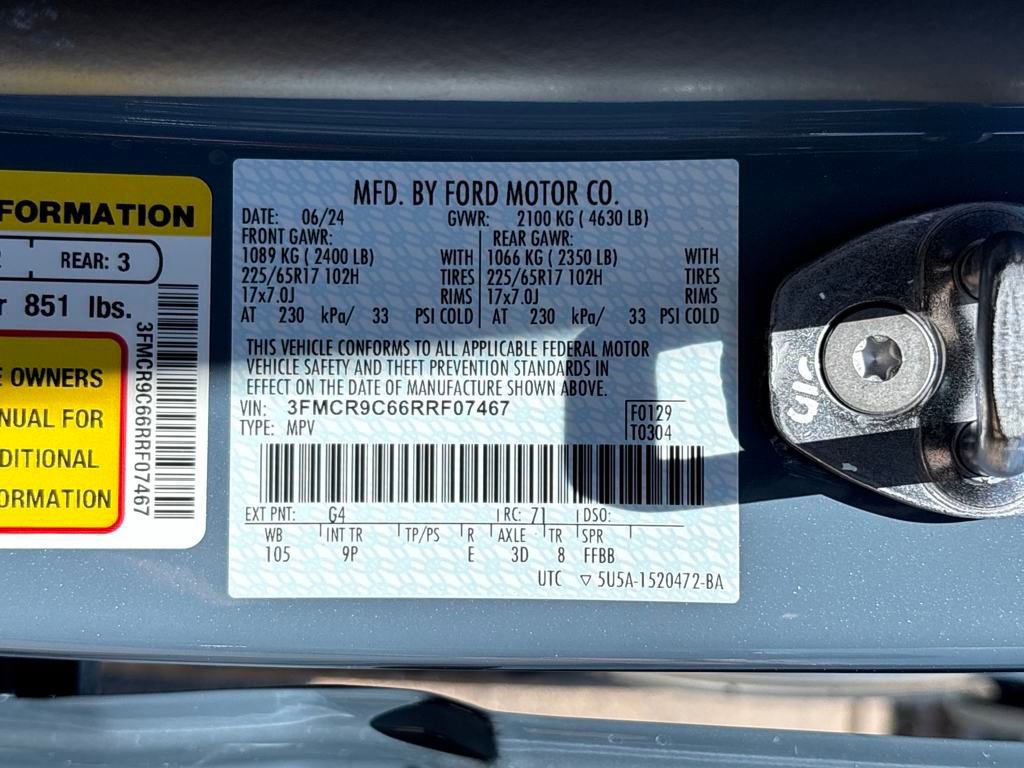 FORMATION
REAR: 3
851 lbs.
E OWNERS
NUAL FOR
DITIONAL
ORMATION
3FMCR9C66RRF07467
MFD. BY FORD MOTOR CO.
DATE: 06/24 GVWR: 2100 KG ( 4630 LB)
FRONT GAWR: REAR GAWR:
1089 KG ( 2400 LB) WITH 1066 KG ( 2350 LB) WITH
225/65R17 102H TIRES 225/65R17 102H TIRES
17x7.0J RIMS 17x7.0J RIMS
AT 230 kPa/ 33 PSI COLD AT 230 kPa/ 33 PSI COLD
THIS VEHICLE CONFORMS TO ALL APPLICABLE FEDERAL MOTOR
VEHICLE SAFETY AND THEFT PREVENTION STANDARDS IN
EFFECT ON THE DATE OF MANUFACTURE SHOWN ABOVE.
VIN: 3FMCR9C66RRF07467 F0129
TYPE: MPV T0304
EXT PNT: G4 RC: 71 DSO:
WB INT TR TP/PS R AXLE TR SPR
105 9P E 3D 8 FFBB
UTC 5U5A-1520472-BA